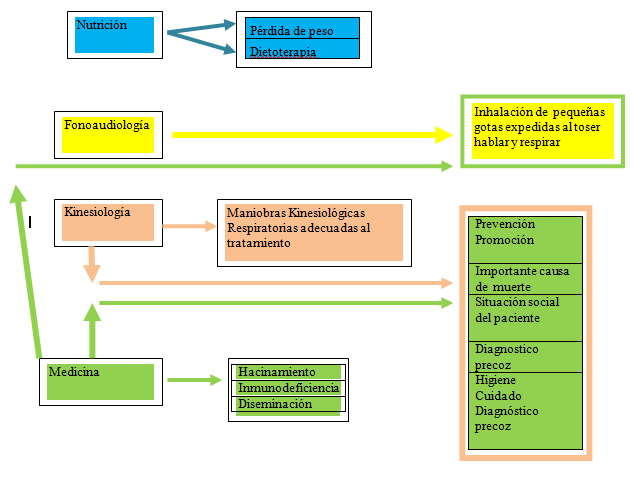 Nutrición
Pérdida de peso
Dietoterapia
Fonoaudiología
Inhalación de pequeñas
gotas expedidas al toser
hablar y respirar
Kinesiología
Maniobras Kinesiológicas
Respiratorias adecuadas al
tratamiento
Prevención
Promoción
Importante causa
de muerte
Situación social
del paciente
Diagnostico
precoz
Higiene
Cuidado
Diagnóstico
precoz
Medicina
Hacinamiento
Inmunodeficiencia
Diseminación